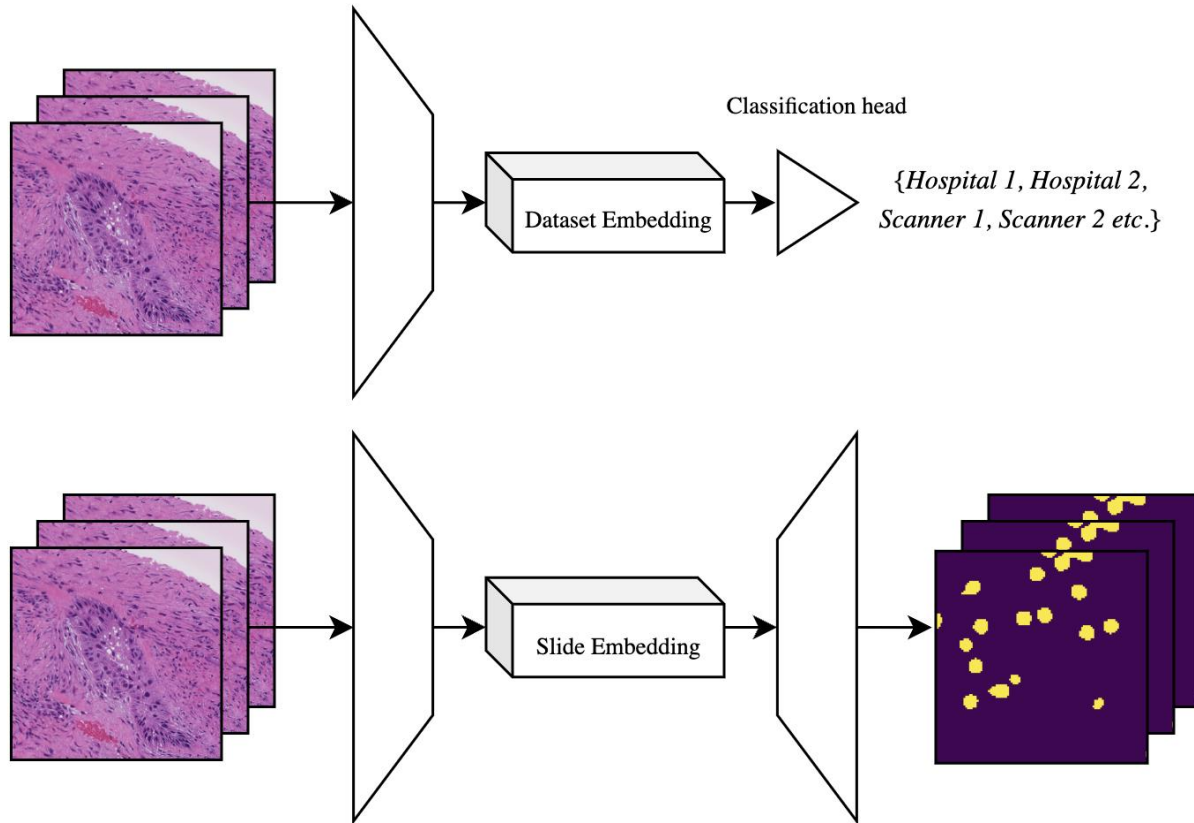 Classification head
Dataset Embedding
{Hospital 1, Hospital 2,
Scanner 1, Scanner 2 etc.}
Slide Embedding